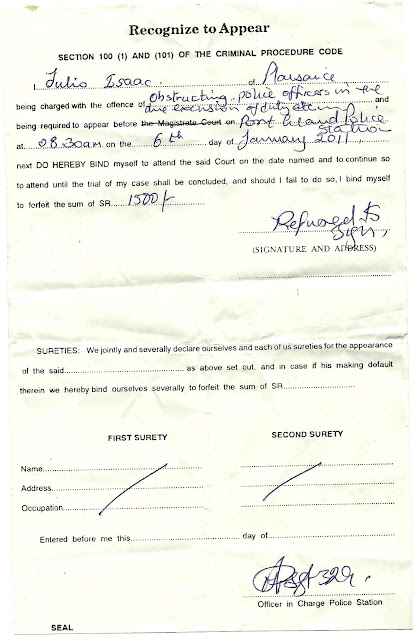 Recognize to Appear
SECTION 100 (1) AND (101) OF THE CRIMINAL PROCEDURE CODE
I Julio Isaac of Plaisance
being charged with the offence of Obstructing police officers in the due execution of duty and
being required to appear before the Magistrate Court on Point Police Station
at 08.30am on the 6th day of January 2011
next DO HEREBY BIND myself to attend the said Court on the date named and to continue so
to attend until the trial of my case shall be concluded, and should I fail to do so, I bind myself
to forfeit the sum of SR 1500/-
Refused to
Sign,
(SIGNATURE AND ADDRESS)
SURETIES: We jointly and severally declare ourselves and each of us sureties for the appearance
of the said as above set out, and in case if his making default
therein we hereby bind ourselves severally to forfeit the sum of SR
FIRST SURETY SECOND SURETY
Name
Address
Occupation
Entered before me this day of
Sgt 329.
Officer in Charge Police Station
SEAL